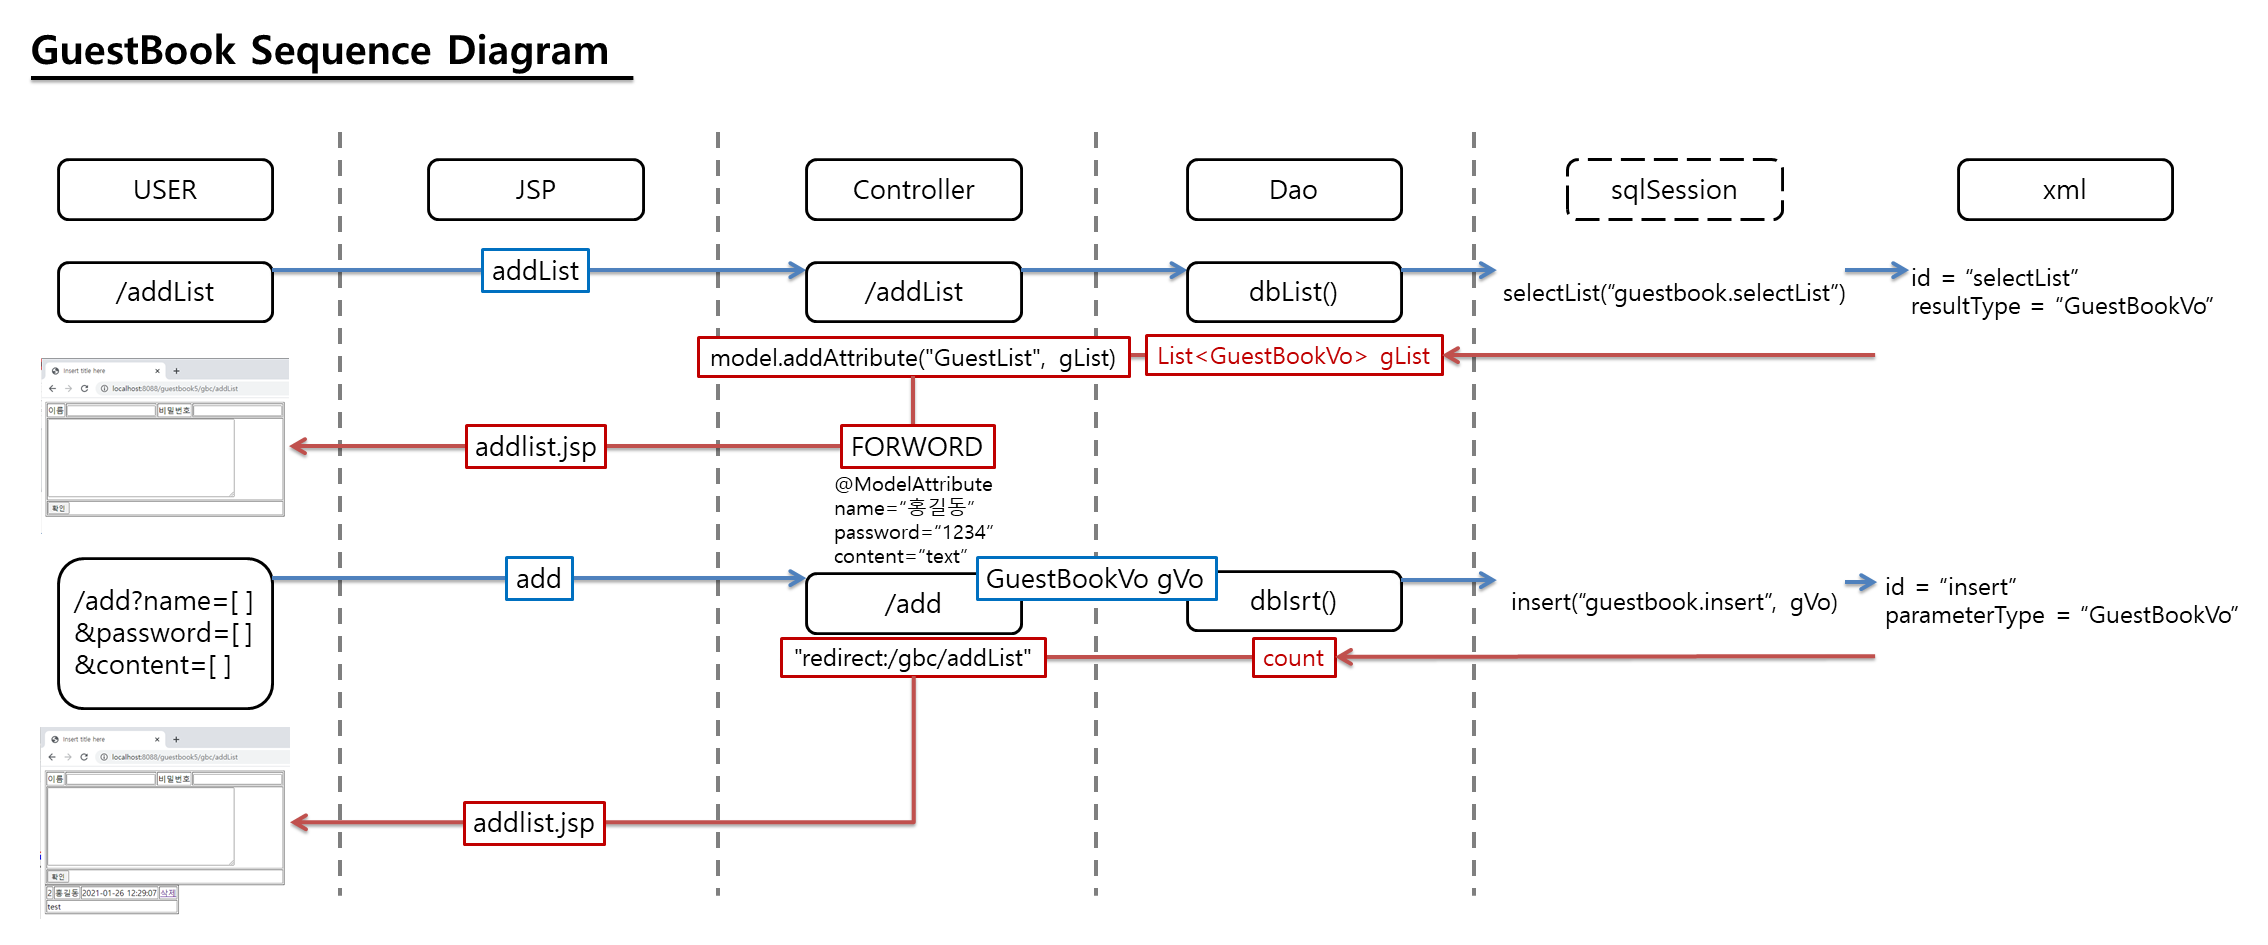 GuestBook Sequence Diagram
USER
JSP
Controller
Dao
sqlSession
xml
/addList
addList
/addList
dbList()
selectList(“guestbook.selectList”)
id = “selectList”
resultType = “GuestBookVo”
model.addAttribute("GuestList", gList)
List<GuestBookVo> gList
Insert title here
localhost:8088/guestbook5/gbc/addList
이름
비밀번호
확인
addlist.jsp
FORWORD
@ModelAttribute
name=“홍길동”
password=“1234”
content=“text”
/add?name=[ ]
&password=[ ]
&content=[ ]
add
/add
GuestBookVo gVo
dbIsrt()
insert(“guestbook.insert”, gVo)
id = “insert”
parameterType = “GuestBookVo”
"redirect:/gbc/addList"
count
Insert title here
localhost:8088/guestbook5/gbc/addList
이름
비밀번호
확인
2 홍길동 2021-01-26 12:29:07 삭제
test
addlist.jsp